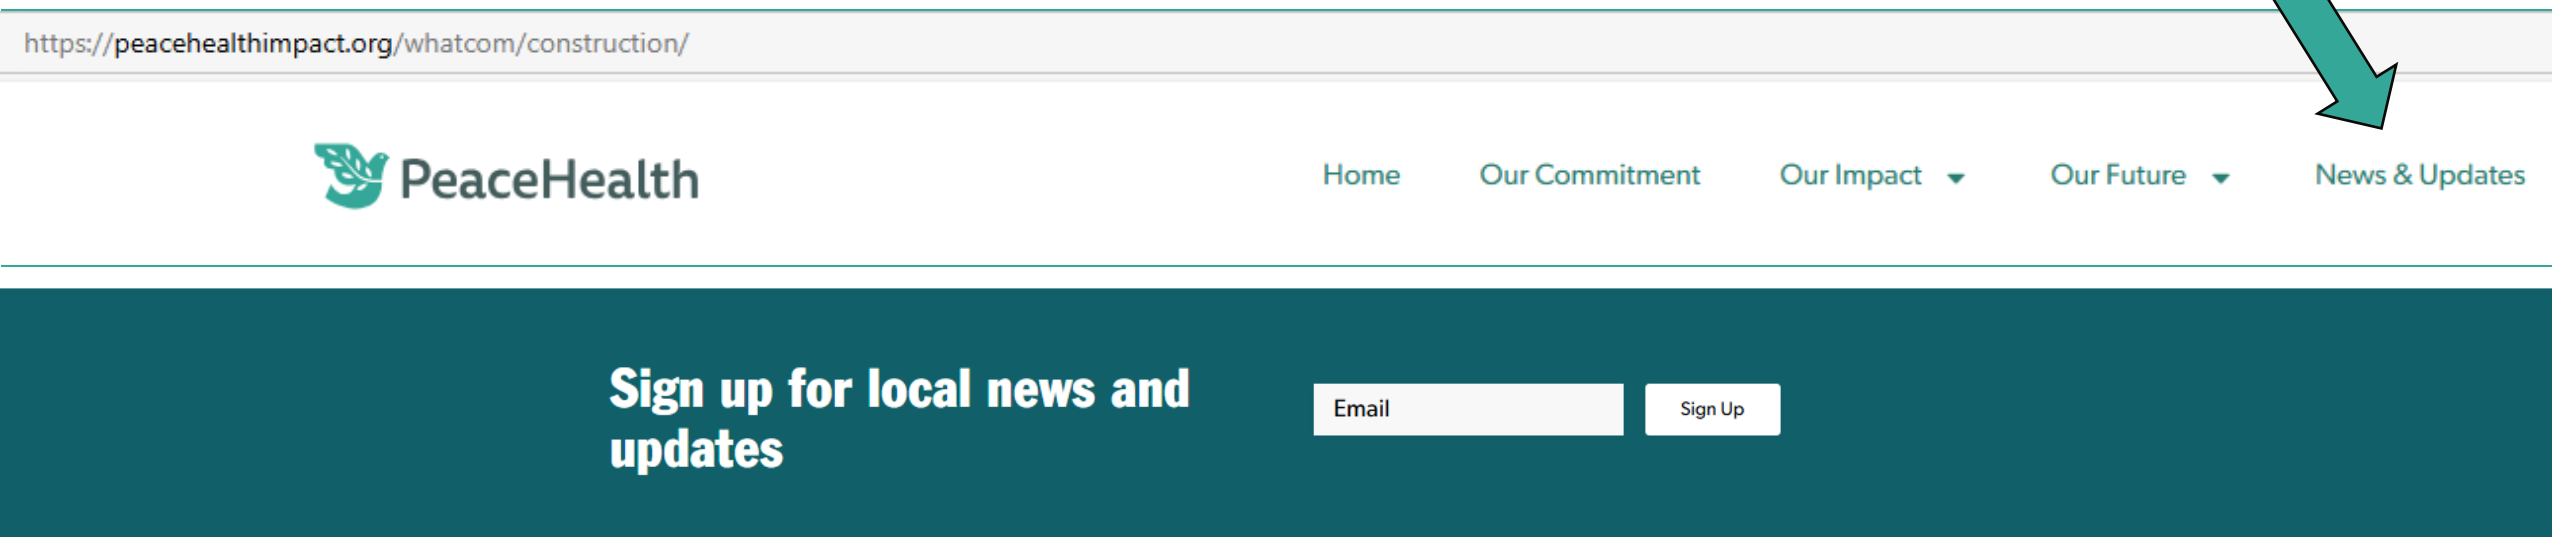 https://peacehealthimpact.org/whatcom/construction/
PeaceHealth
Home Our Commitment Our Impact Our Future News & Updates
Sign up for local news and
updates
Email
Sign Up